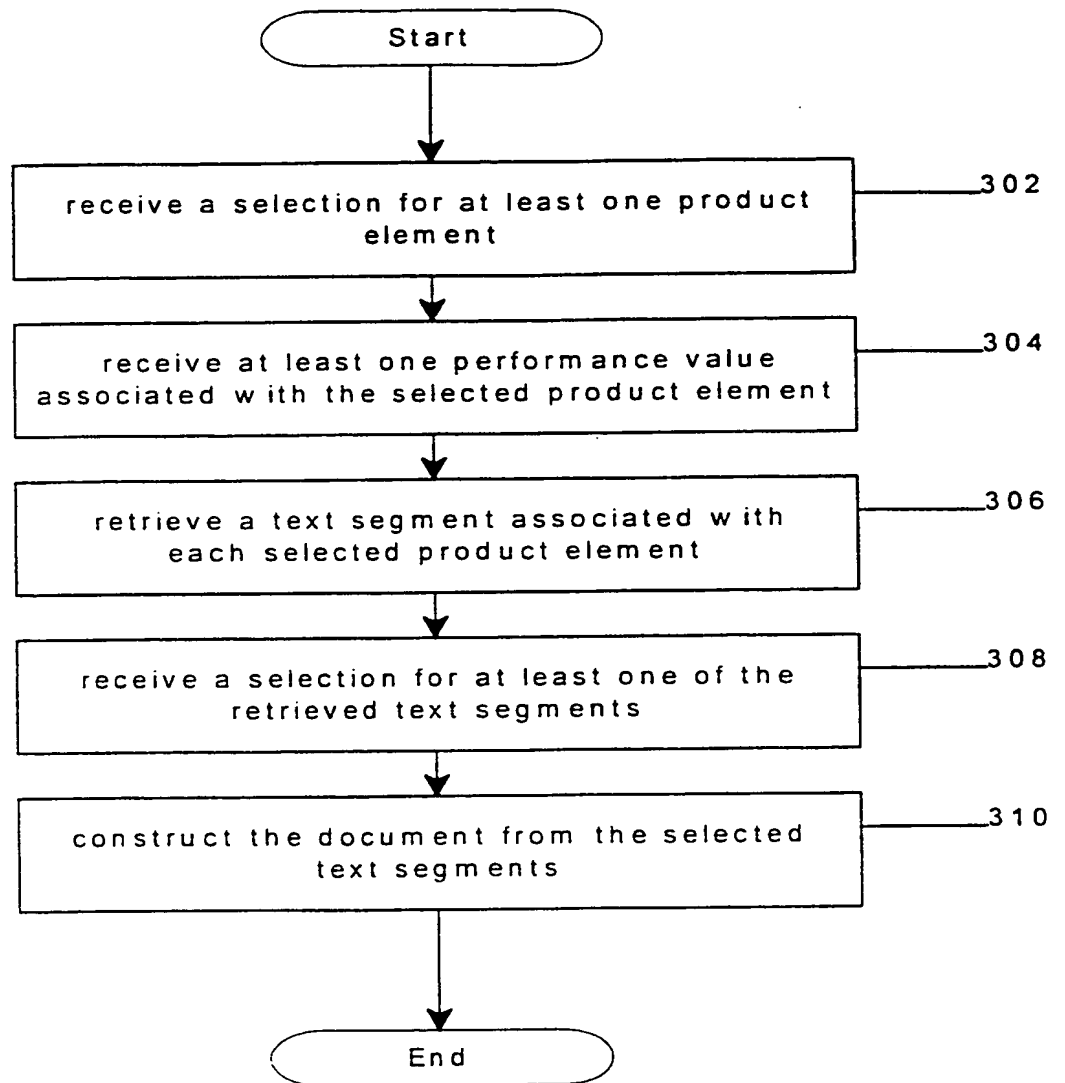 Start
receive a selection for at least one product
element
302
receive at least one performance value
associated with the selected product element
304
retrieve a text segment associated with
each selected product element
306
receive a selection for at least one of the
retrieved text segments
308
construct the document from the selected
text segments
310
End